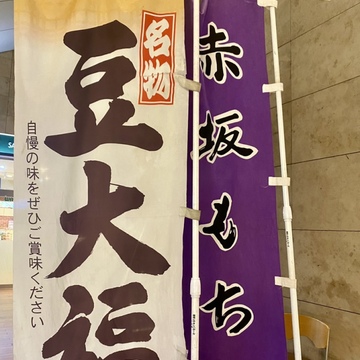 赤坂もち
名物
豆大福
自慢の味をぜひご賞味ください